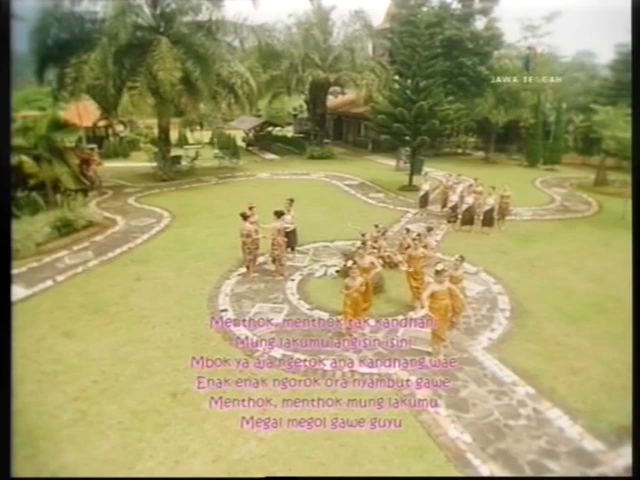 JAWA TENGAH
Menthok, menthok tak kandhani
Mung lakumu angisin isini
Mbok ya aja ngetok ana kandhang wae
Enak enak ngorok ora nyambut gawe
Menthok, menthok mung lakumu
Megal megol gawe guyu